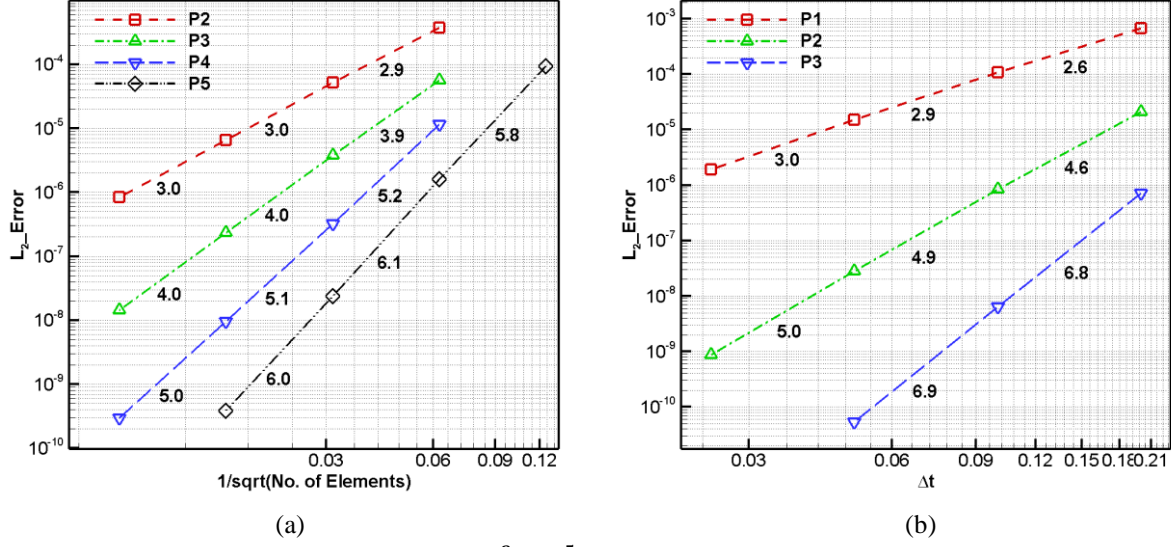 P2
P3
P4
P5
10^-4
10^-5
10^-6
10^-7
10^-8
10^-9
10^-10
L2_Error
2.9
3.0
3.0
3.9
4.0
4.0
5.2
5.1
5.0
5.8
6.1
6.0
0.03 0.06 0.09 0.12
1/sqrt(No. of Elements)
(a)
P1
P2
P3
10^-3
10^-4
10^-5
10^-6
10^-7
10^-8
10^-9
10^-10
L2_Error
2.6
2.9
3.0
4.6
4.9
5.0
6.8
6.9
0.03 0.06 0.09 0.12 0.15 0.18 0.21
Δt
(b)